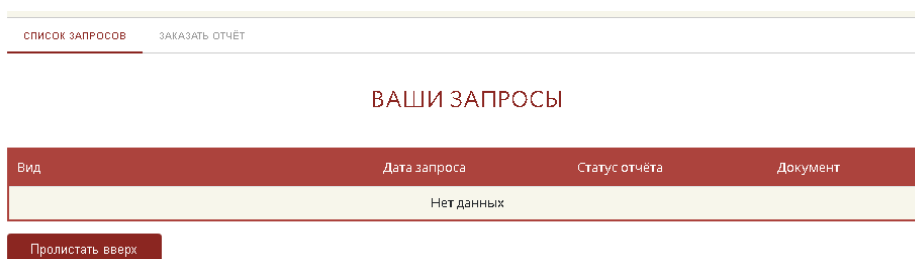 СПИСОК ЗАПРОСОВ ЗАКАЗАТЬ ОТЧЁТ
ВАШИ ЗАПРОСЫ
Вид Дата запроса Статус отчёта Документ
Нет данных
Пролистать вверх